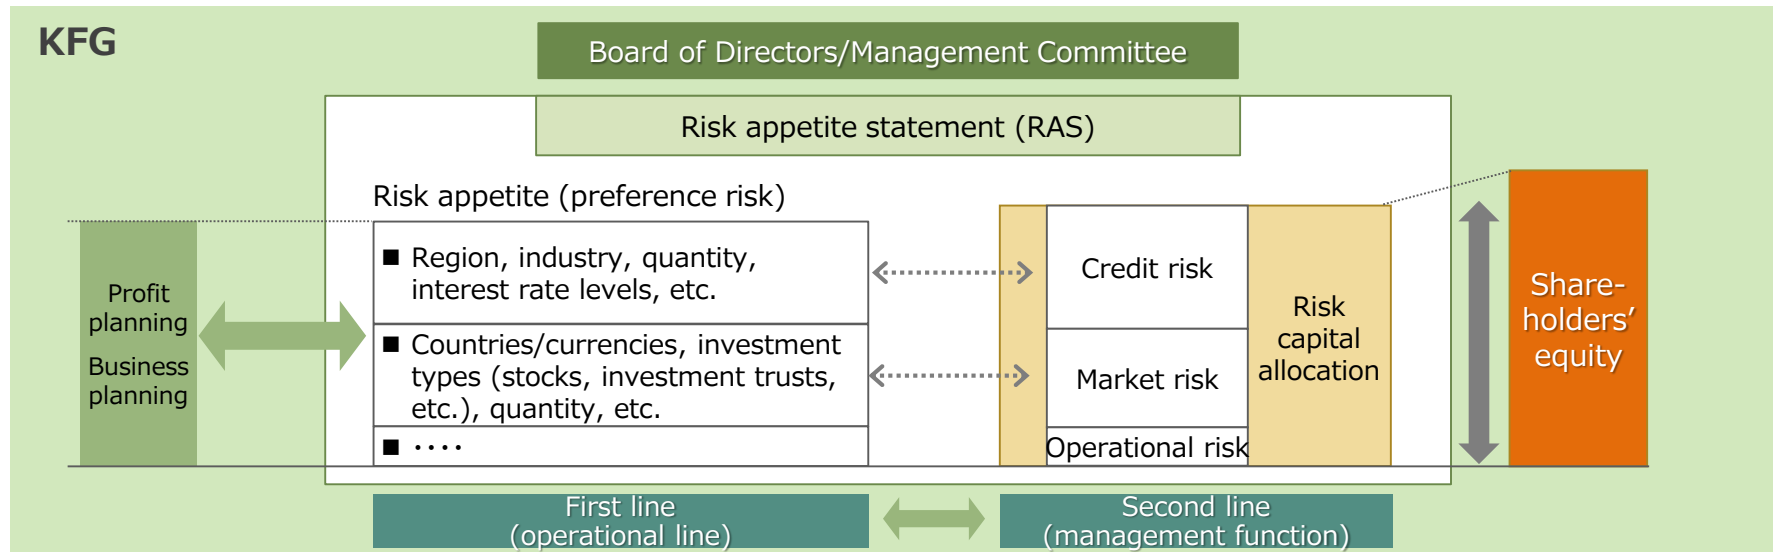 KFG
Board of Directors/Management Committee
Risk appetite statement (RAS)
Risk appetite (preference risk)
Profit
planning
Business
planning
■ Region, industry, quantity,
interest rate levels, etc.
■ Countries/currencies, investment
types (stocks, investment trusts,
etc.), quantity, etc.
■ ････
Credit risk
Market risk
Operational risk
Risk
capital
allocation
Share-
holders’
equity
First line
(operational line)
Second line
(management function)